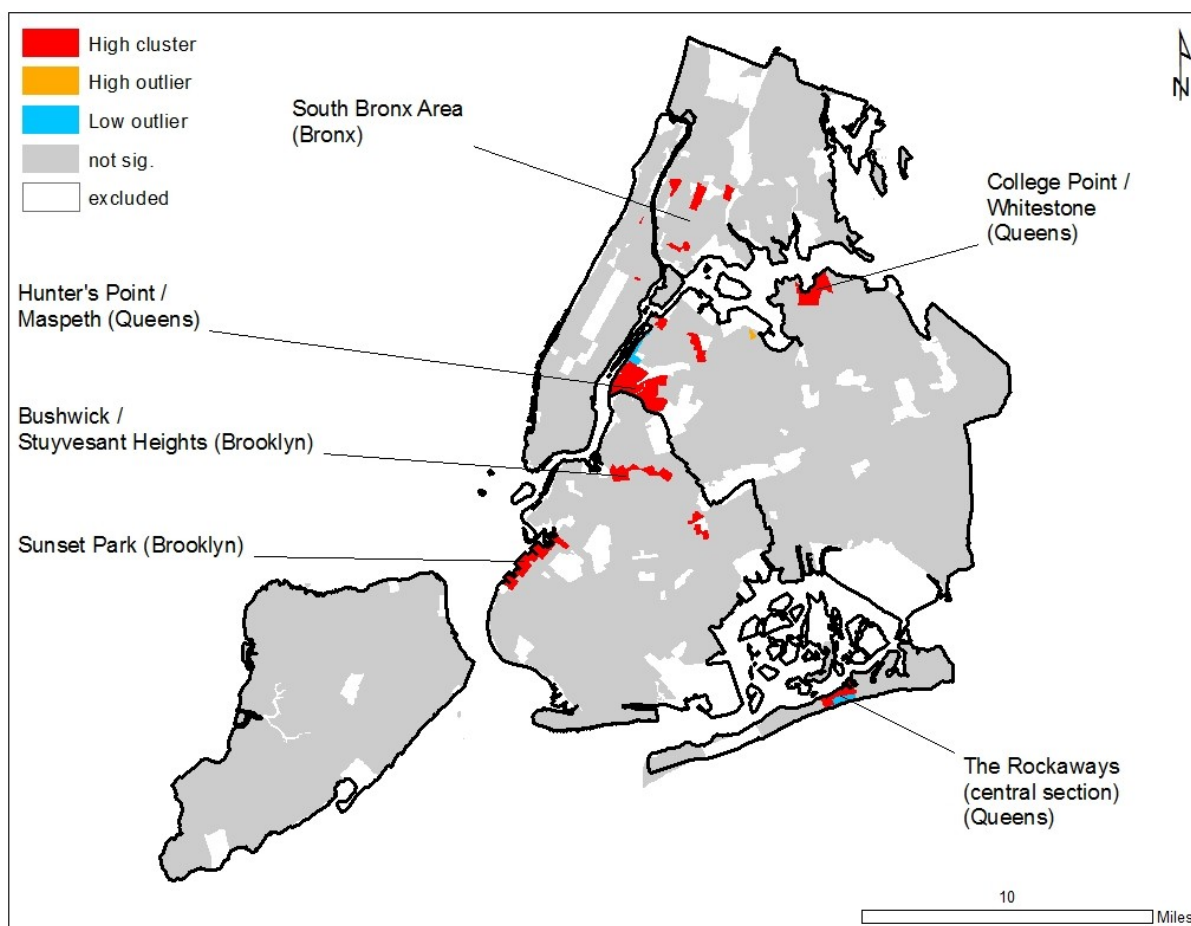 High cluster
High outlier
Low outlier
not sig.
excluded
N
South Bronx Area
(Bronx)
College Point /
Whitestone
(Queens)
Hunter's Point /
Maspeth (Queens)
Bushwick /
Stuyvesant Heights (Brooklyn)
Sunset Park (Brooklyn)
The Rockaways
(central section)
(Queens)
10
Miles